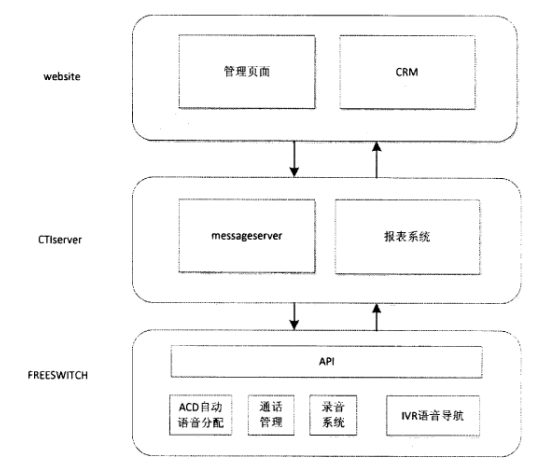 website
管理页面
CRM
CTIserver
messageserver
报表系统
FREESWITCH
API
ACD自动
语音分配
通话
管理
录音
系统
IVR语音导航